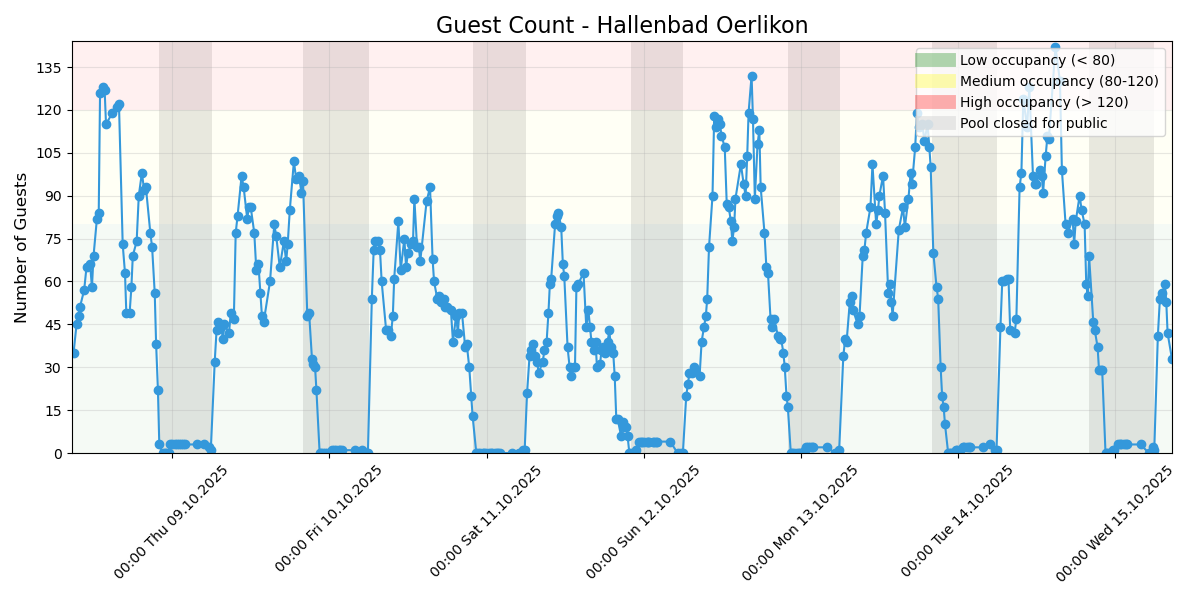 Guest Count - Hallenbad Oerlikon
Number of Guests
135
120
105
90
75
60
45
30
15
0
Low occupancy (< 80)
Medium occupancy (80-120)
High occupancy (> 120)
Pool closed for public
00:00 Thu 09.10.2025
00:00 Fri 10.10.2025
00:00 Sat 11.10.2025
00:00 Sun 12.10.2025
00:00 Mon 13.10.2025
00:00 Tue 14.10.2025
00:00 Wed 15.10.2025